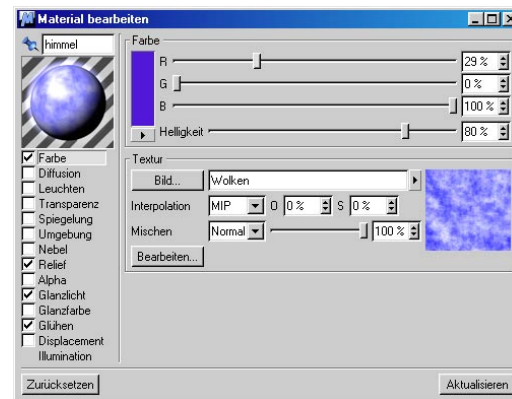 Material bearbeiten
himmel
Farbe
Diffusion
Leuchten
Transparenz
Spiegelung
Umgebung
Nebel
Relief
Alpha
Glanzlicht
Glanzfarbe
Glühen
Displacement
Illumination
Farbe
R 29 %
G 0 %
B 100 %
Helligkeit 80 %
Textur
Bild... Wolken
Interpolation MIP O 0 % S 0 %
Mischen Normal 100 %
Bearbeiten...
Zurücksetzen Aktualisieren